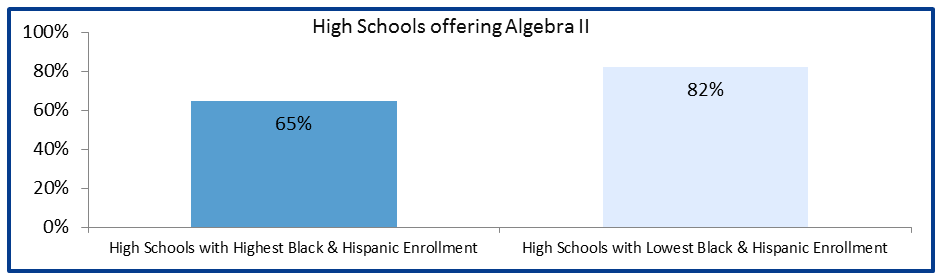 High Schools offering Algebra II
100%
80%
60%
40%
20%
0%
65%
82%
High Schools with Highest Black & Hispanic Enrollment
High Schools with Lowest Black & Hispanic Enrollment